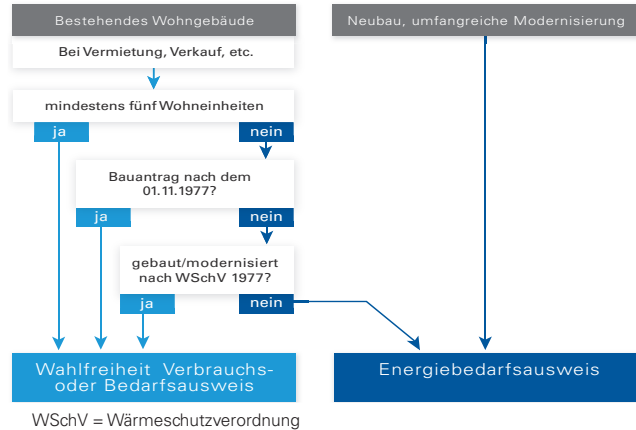 Bestehendes Wohngebäude
Neubau, umfangreiche Modernisierung
Bei Vermietung, Verkauf, etc.
mindestens fünf Wohneinheiten
ja
nein
Bauantrag nach dem
01.11.1977?
ja
nein
gebaut/modernisiert
nach WSchV 1977?
ja
nein
Wahlfreiheit Verbrauchs-
oder Bedarfsausweis
Energiebedarfsausweis
WSchV = Wärmeschutzverordnung